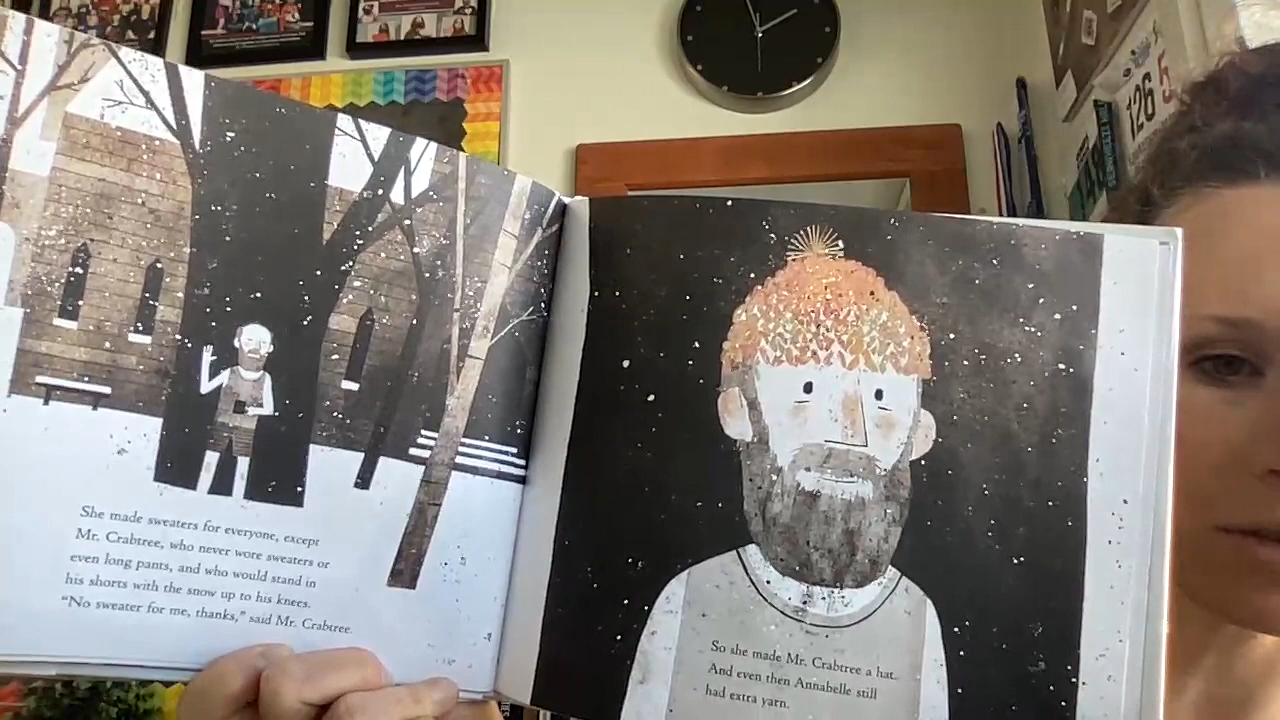 126 5
She made sweaters for everyone, except
Mr. Crabtree, who never wore sweaters or
even long pants, and who would stand in
his shorts with the snow up to his knees.
“No sweater for me, thanks,” said Mr. Crabtree.
So she made Mr. Crabtree a hat.
And even then Annabelle still
had extra yarn.